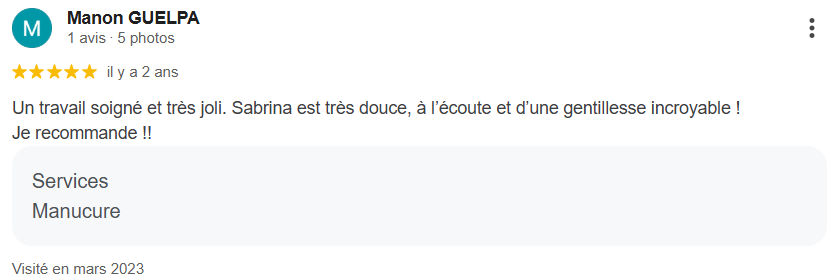 M
Manon GUELPA
1 avis · 5 photos
il y a 2 ans
Un travail soigné et très joli. Sabrina est très douce, à l’écoute et d’une gentillesse incroyable !
Je recommande !!
Services
Manucure
Visité en mars 2023